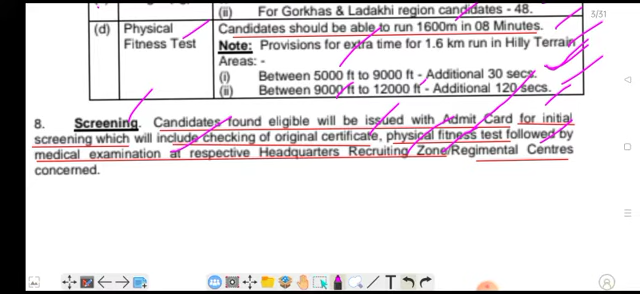 (ii) For Gorkhas & Ladakhi region candidates - 48.
(d) Physical Fitness Test
Candidates should be able to run 1600m in 08 Minutes.
Note: Provisions for extra time for 1.6 km run in Hilly Terrain
Areas: -
(i) Between 5000 ft to 9000 ft - Additional 30 secs.
(ii) Between 9000 ft to 12000 ft - Additional 120 secs.
8. Screening. Candidates found eligible will be issued with Admit Card for initial
screening which will include checking of original certificate, physical fitness test followed by
medical examination at respective Headquarters Recruiting Zone/Regimental Centres
concerned.
3/31
T